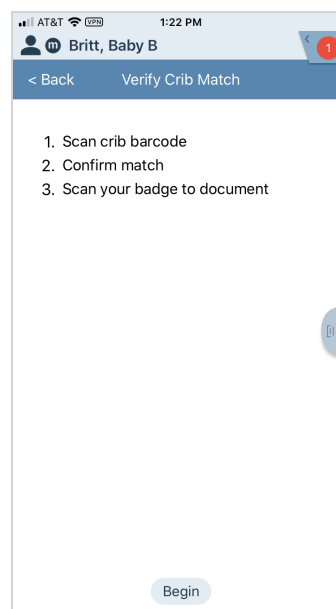 AT&T VPN 1:22 PM
m Britt, Baby B
1
< Back Verify Crib Match
1. Scan crib barcode
2. Confirm match
3. Scan your badge to document
Begin